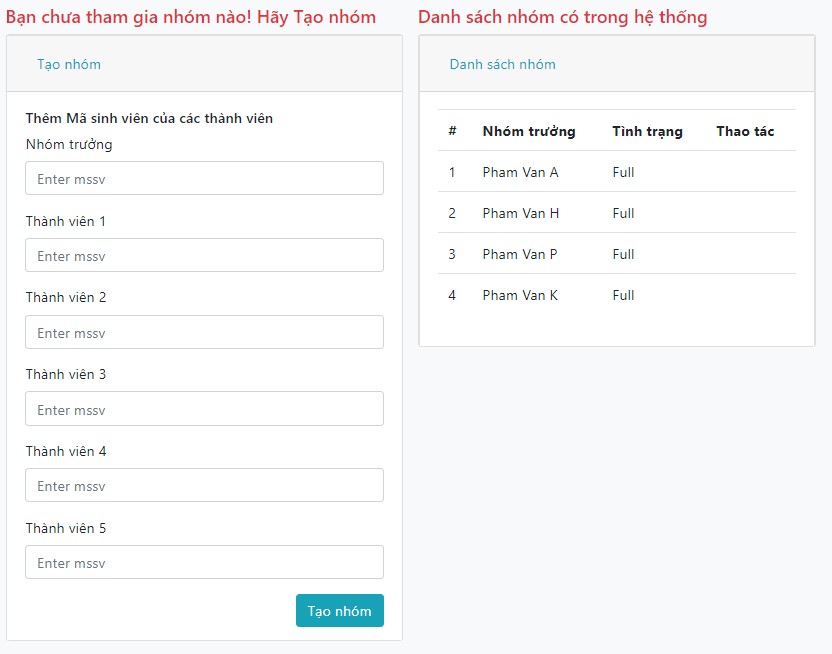 Bạn chưa tham gia nhóm nào! Hãy Tạo nhóm
Tạo nhóm
Thêm Mã sinh viên của các thành viên
Nhóm trưởng
Enter mssv
Thành viên 1
Enter mssv
Thành viên 2
Enter mssv
Thành viên 3
Enter mssv
Thành viên 4
Enter mssv
Thành viên 5
Enter mssv
Tạo nhóm
Danh sách nhóm có trong hệ thống
Danh sách nhóm
# Nhóm trưởng Tình trạng Thao tác
1 Pham Van A Full
2 Pham Van H Full
3 Pham Van P Full
4 Pham Van K Full